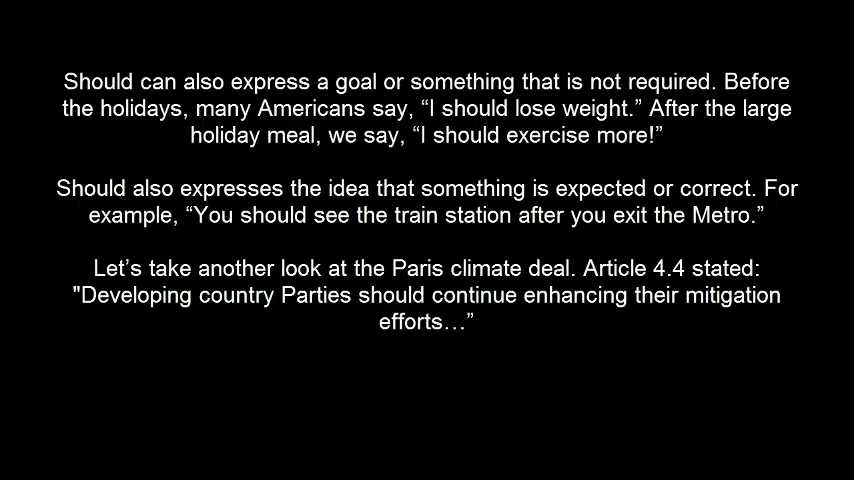 Should can also express a goal or something that is not required. Before
the holidays, many Americans say, “I should lose weight.” After the large
holiday meal, we say, “I should exercise more!”
Should also expresses the idea that something is expected or correct. For
example, “You should see the train station after you exit the Metro.”
Let’s take another look at the Paris climate deal. Article 4.4 stated:
"Developing country Parties should continue enhancing their mitigation
efforts…”